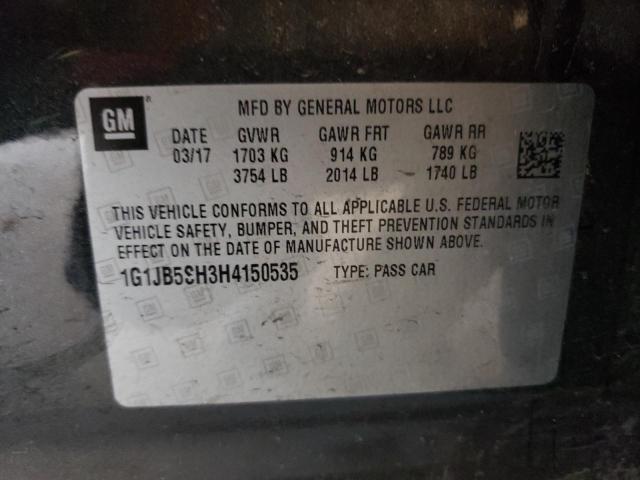 GM
MFD BY GENERAL MOTORS LLC
DATE GVWR GAWR FRT GAWR RR
03/17 1703 KG 914 KG 789 KG
3754 LB 2014 LB 1740 LB
THIS VEHICLE CONFORMS TO ALL APPLICABLE U.S. FEDERAL MOTOR
VEHICLE SAFETY, BUMPER, AND THEFT PREVENTION STANDARDS IN
EFFECT ON THE DATE OF MANUFACTURE SHOWN ABOVE.
1G1JB5SH3H4150535 TYPE: PASS CAR